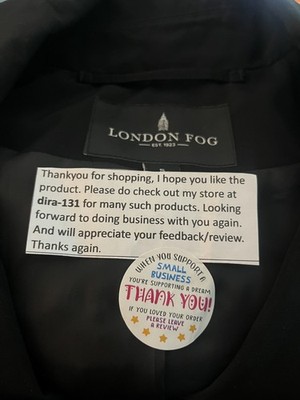 LONDON FOG
EST. 1923
Thankyou for shopping, I hope you like the
product. Please do check out my store at
dira-131 for many such products. Looking
forward to doing business with you again.
And will appreciate your feedback/review.
Thanks again.
WHEN YOU SUPPORT A
SMALL
BUSINESS
YOU'RE SUPPORTING A DREAM
THANK YOU!
IF YOU LOVED YOUR ORDER
PLEASE LEAVE
A REVIEW